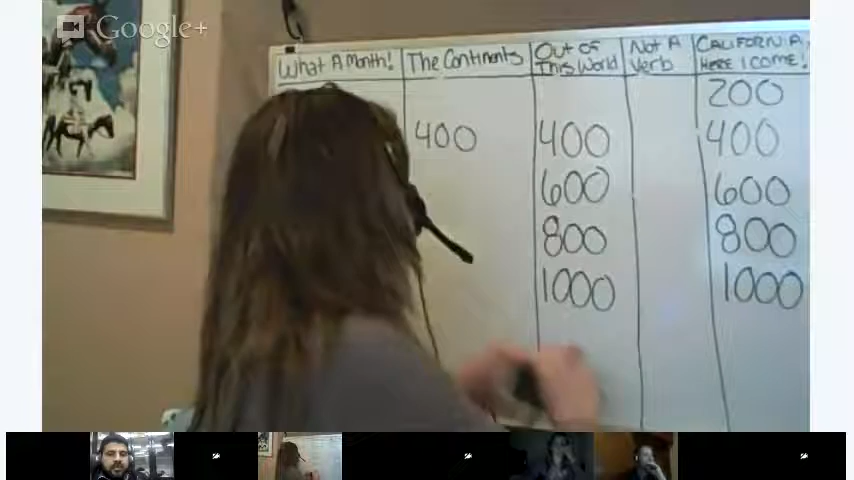 Google+
What A Month!
The Continents
Out Of
This World
Not A
Verb
CALIFORNIA,
HERE I COME!
200
400 400 400
600 600
800 800
1000 1000